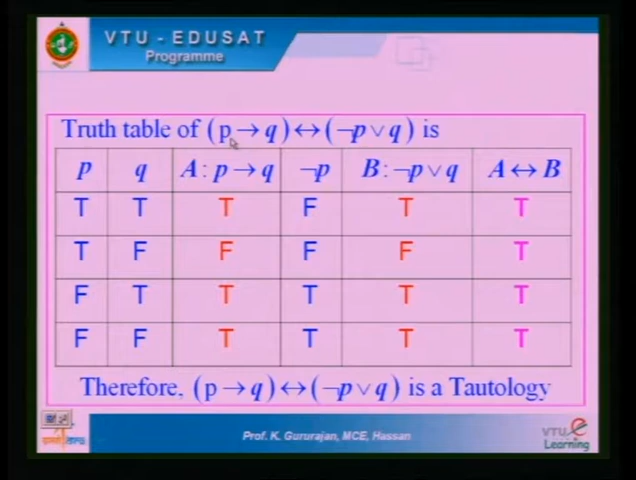 VTU - EDUSAT
Programme
Truth table of (p → q) ↔ (¬p ∨ q) is
p q A : p → q ¬p B : ¬p ∨ q A ↔ B
T T T F T T
T F F F F T
F T T T T T
F F T T T T
Therefore, (p → q) ↔ (¬p ∨ q) is a Tautology
Prof. K. Gururajan, MCE, Hassan
VTU e
Learning